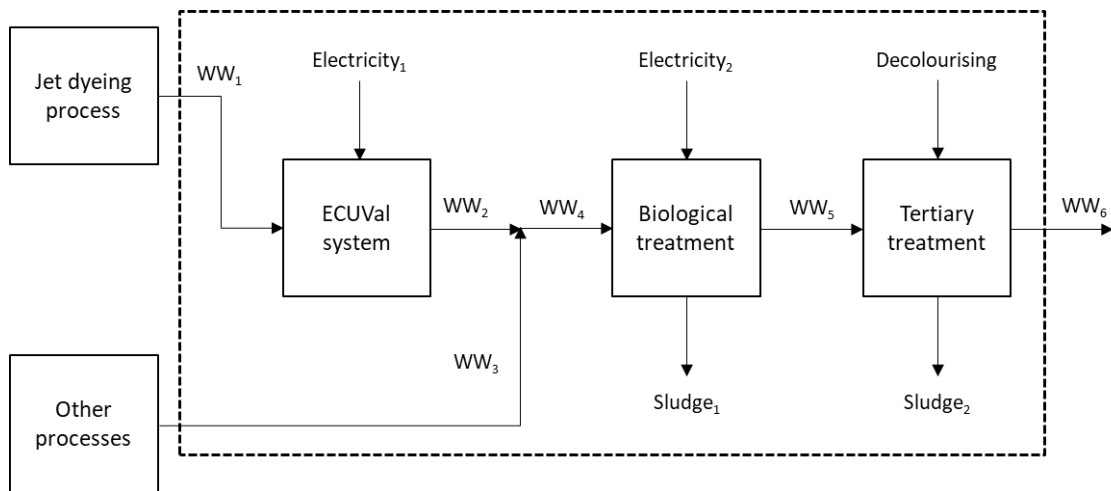 Jet dyeing
process
WW₁
Electricity₁
Electricity₂
Decolourising
ECUVal
system
WW₂
WW₄
Biological
treatment
WW₅
Tertiary
treatment
WW₆
WW₃
Other
processes
Sludge₁
Sludge₂